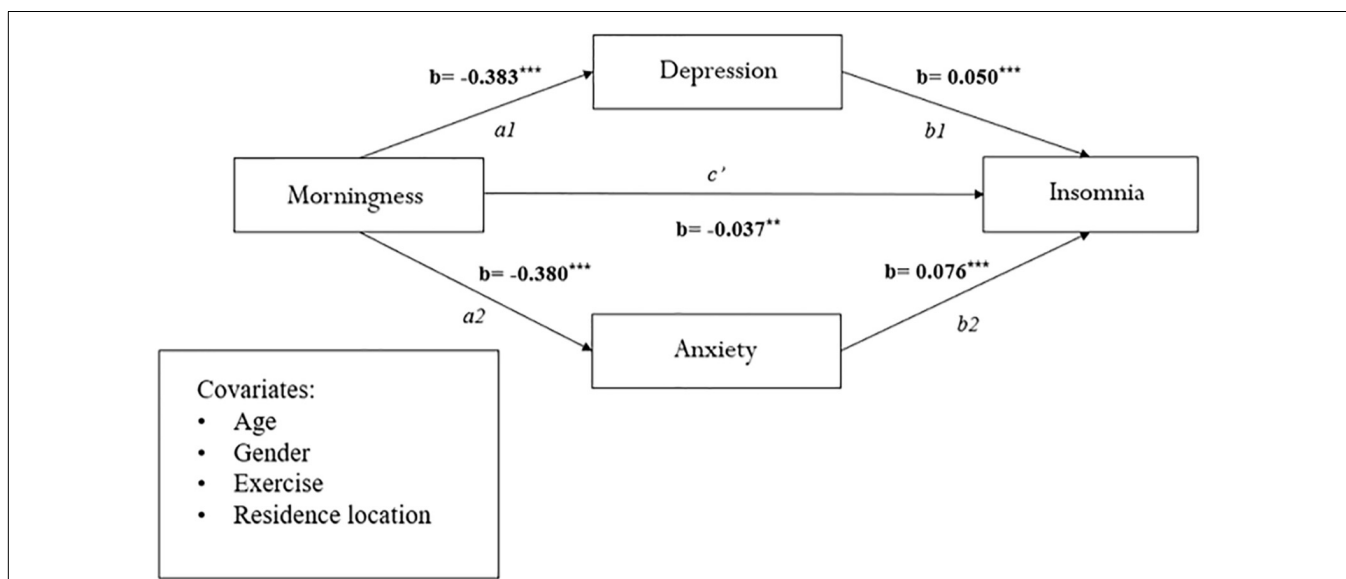 Depression
b= -0.383***
b= 0.050***
a1
b1
Morningness
c'
Insomnia
b= -0.037**
b= -0.380***
b= 0.076***
a2
b2
Anxiety
Covariates:
• Age
• Gender
• Exercise
• Residence location